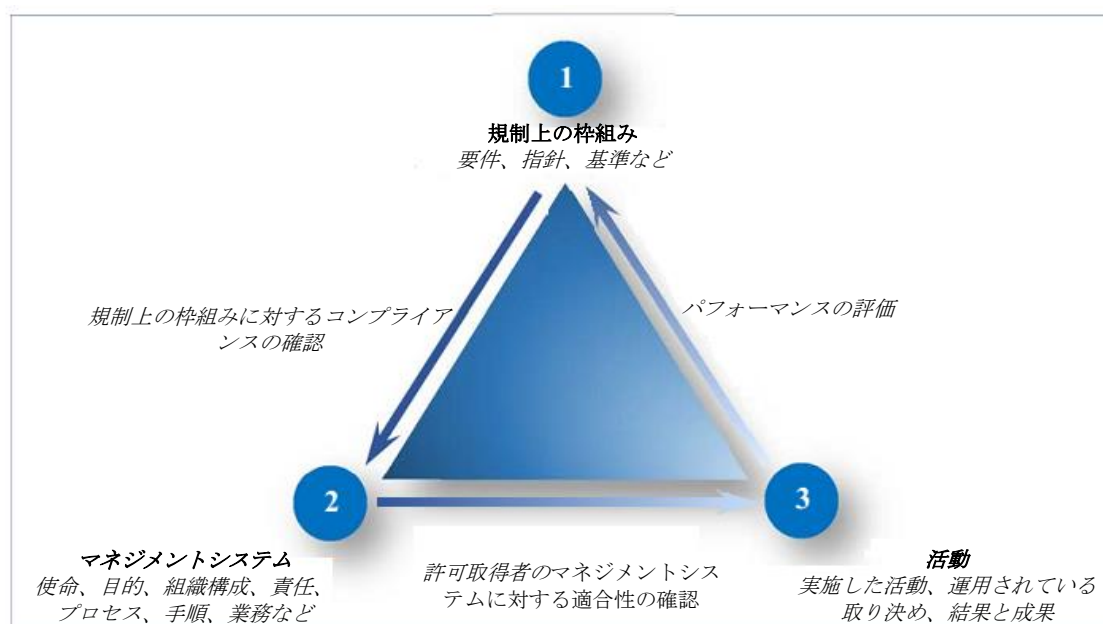 1
規制上の枠組み
要件、指針、基準など
規制上の枠組みに対するコンプライア
ンスの確認
パフォーマンスの評価
2
3
マネジメントシステム
使命、目的、組織構成、責任、
プロセス、手順、業務など
許可取得者のマネジメントシス
テムに対する適合性の確認
活動
実施した活動、運用されている
取り決め、結果と成果